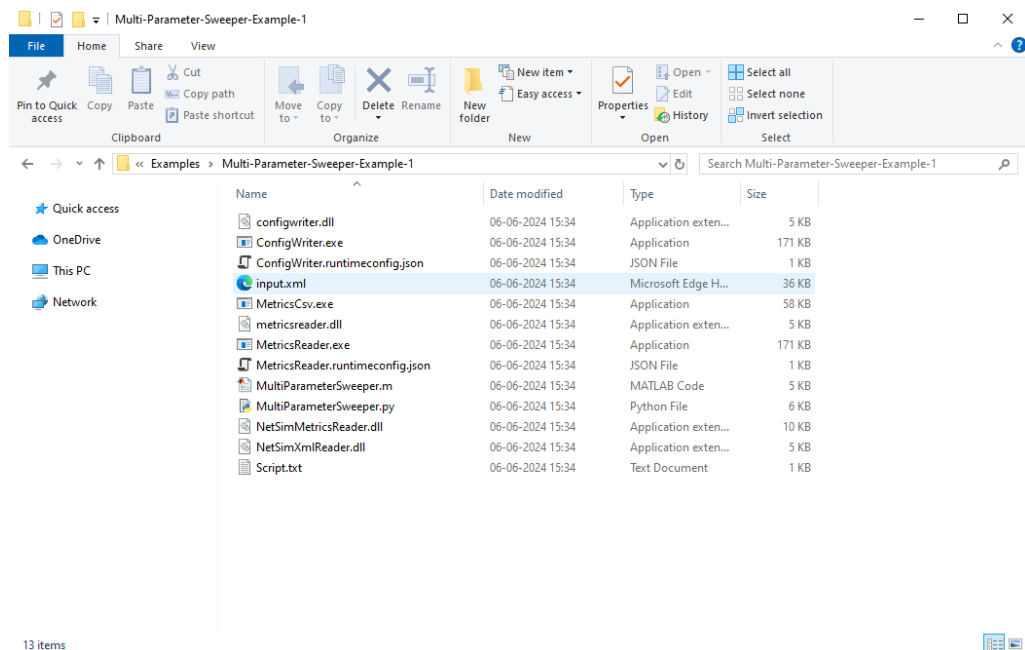 Multi-Parameter-Sweeper-Example-1
File Home Share View
Pin to Quick access
Copy
Paste
Cut
Copy path
Paste shortcut
Clipboard
Move to
Copy to
Delete
Rename
Organize
New folder
New item
Easy access
New
Properties
Open
Edit
History
Open
Select all
Select none
Invert selection
Select
« Examples > Multi-Parameter-Sweeper-Example-1
Search Multi-Parameter-Sweeper-Example-1
Quick access
OneDrive
This PC
Network
Name Date modified Type Size
configwriter.dll 06-06-2024 15:34 Application exten... 5 KB
ConfigWriter.exe 06-06-2024 15:34 Application 171 KB
ConfigWriter.runtimeconfig.json 06-06-2024 15:34 JSON File 1 KB
input.xml 06-06-2024 15:34 Microsoft Edge H... 36 KB
MetricsCsv.exe 06-06-2024 15:34 Application 58 KB
metricsreader.dll 06-06-2024 15:34 Application exten... 5 KB
MetricsReader.exe 06-06-2024 15:34 Application 171 KB
MetricsReader.runtimeconfig.json 06-06-2024 15:34 JSON File 1 KB
MultiParameterSweeper.m 06-06-2024 15:34 MATLAB Code 5 KB
MultiParameterSweeper.py 06-06-2024 15:34 Python File 6 KB
NetSimMetricsReader.dll 06-06-2024 15:34 Application exten... 10 KB
NetSimXmlReader.dll 06-06-2024 15:34 Application exten... 5 KB
Script.txt 06-06-2024 15:34 Text Document 1 KB
13 items